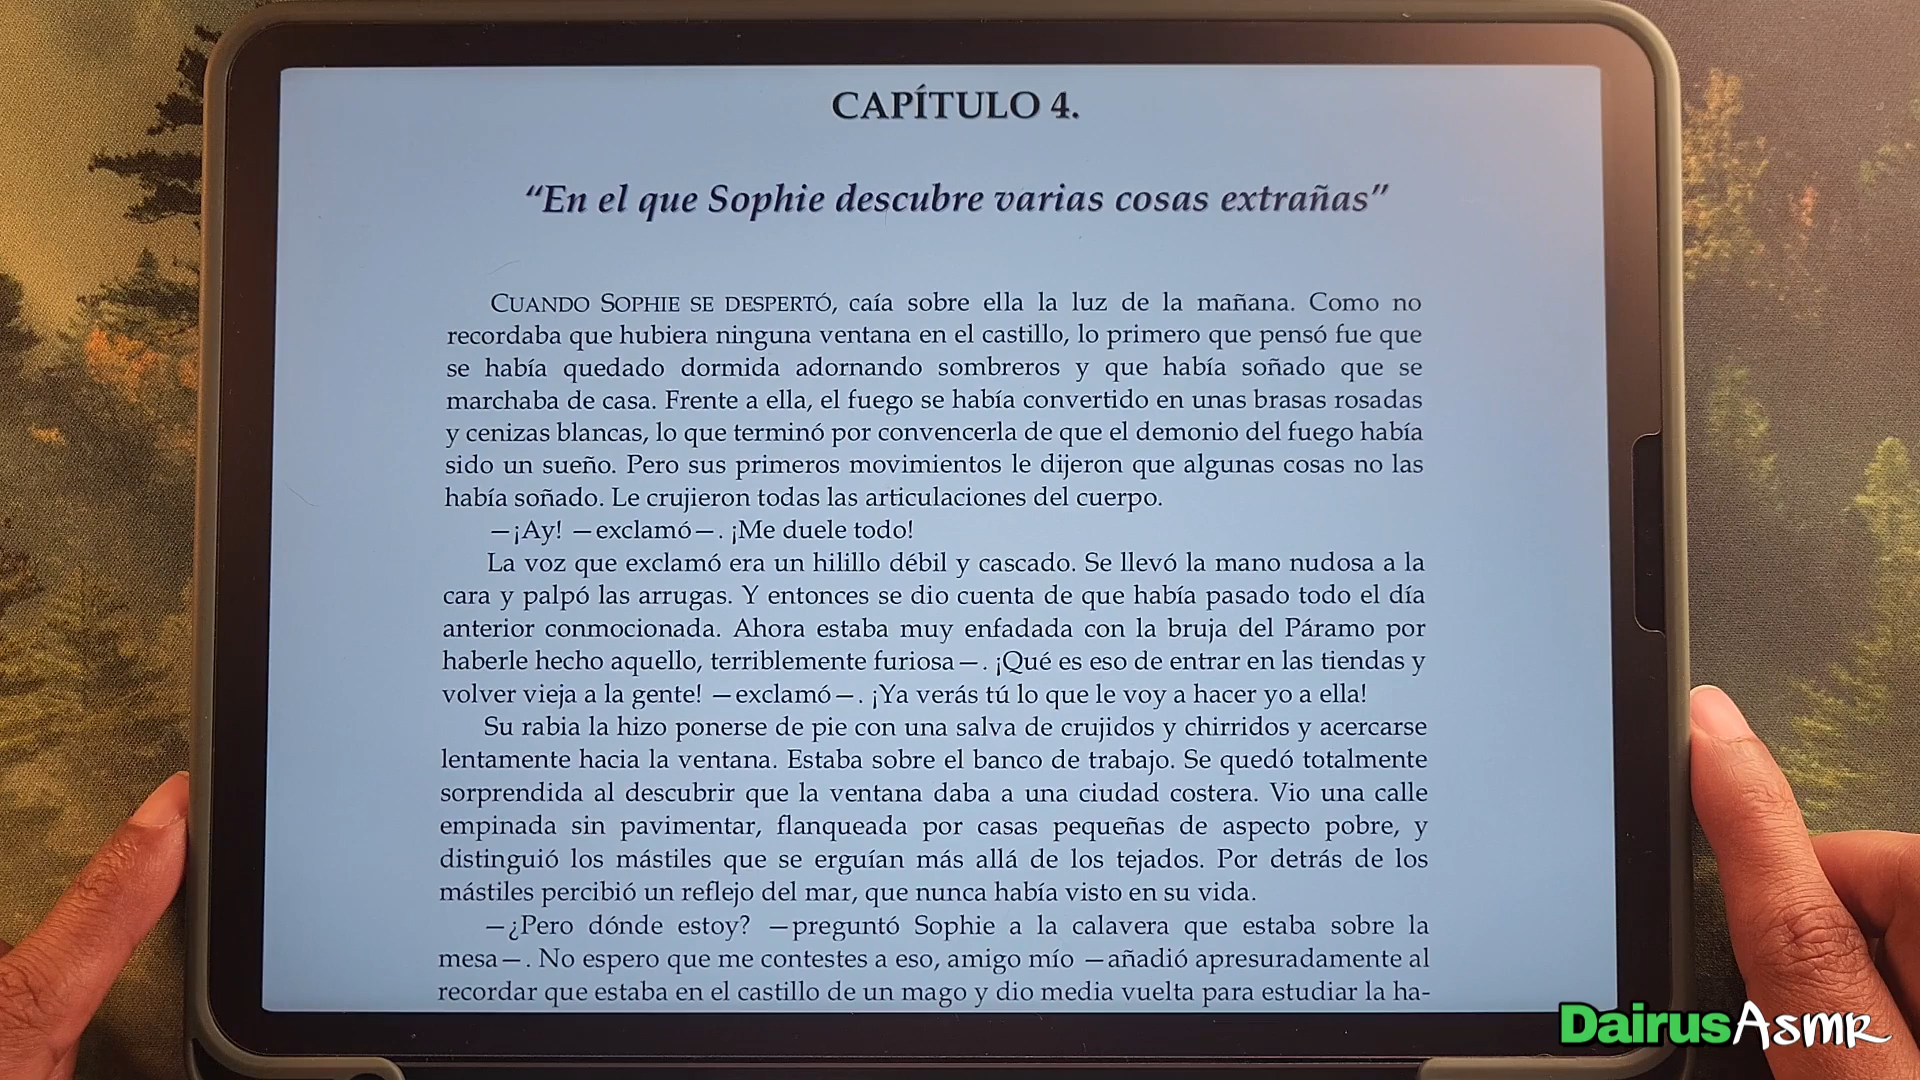 CAPÍTULO 4.
“En el que Sophie descubre varias cosas extrañas”
CUANDO SOPHIE SE DESPERTÓ, caía sobre ella la luz de la mañana. Como no
recordaba que hubiera ninguna ventana en el castillo, lo primero que pensó fue que
se había quedado dormida adornando sombreros y que había soñado que se
marchaba de casa. Frente a ella, el fuego se había convertido en unas brasas rosadas
y cenizas blancas, lo que terminó por convencerla de que el demonio del fuego había
sido un sueño. Pero sus primeros movimientos le dijeron que algunas cosas no las
había soñado. Le crujieron todas las articulaciones del cuerpo.
—¡Ay! —exclamó—. ¡Me duele todo!
La voz que exclamó era un hilillo débil y cascado. Se llevó la mano nudosa a la
cara y palpó las arrugas. Y entonces se dio cuenta de que había pasado todo el día
anterior conmocionada. Ahora estaba muy enfadada con la bruja del Páramo por
haberle hecho aquello, terriblemente furiosa—. ¡Qué es eso de entrar en las tiendas y
volver vieja a la gente! —exclamó—. ¡Ya verás tú lo que le voy a hacer yo a ella!
Su rabia la hizo ponerse de pie con una salva de crujidos y chirridos y acercarse
lentamente hacia la ventana. Estaba sobre el banco de trabajo. Se quedó totalmente
sorprendida al descubrir que la ventana daba a una ciudad costera. Vio una calle
empinada sin pavimentar, flanqueada por casas pequeñas de aspecto pobre, y
distinguió los mástiles que se erguían más allá de los tejados. Por detrás de los
mástiles percibió un reflejo del mar, que nunca había visto en su vida.
—¿Pero dónde estoy? —preguntó Sophie a la calavera que estaba sobre la
mesa—. No espero que me contestes a eso, amigo mío —añadió apresuradamente al
recordar que estaba en el castillo de un mago y dio media vuelta para estudiar la ha-
DairusAsmR